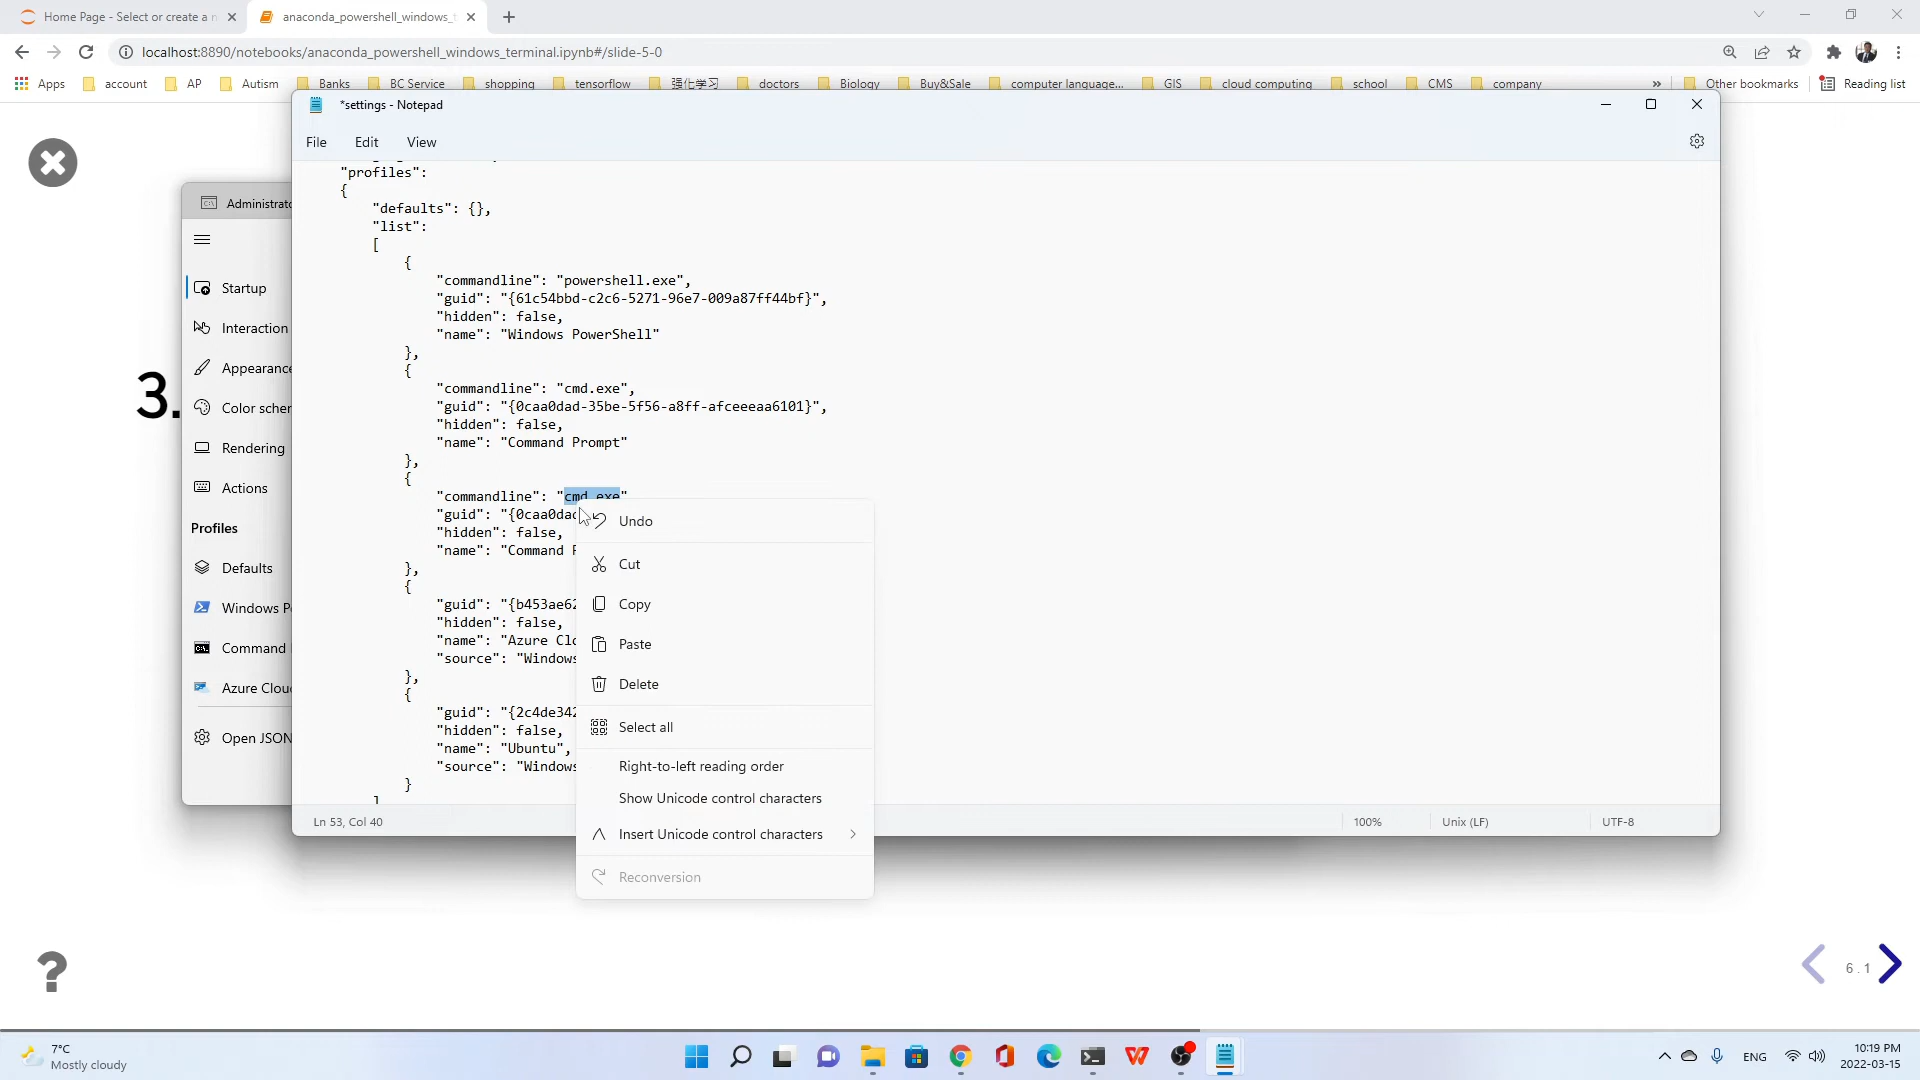 Home Page - Select or create a n
anaconda_powershell_windows_t
localhost:8890/notebooks/anaconda_powershell_windows_terminal.ipynb#/slide-5-0
Apps account AP Autism Banks BC Service shopping tensorflow 强化学习 doctors Biology Buy&Sale computer language... GIS cloud computing school CMS company » Other bookmarks Reading list
*settings - Notepad
File Edit View
"profiles":
{
"defaults": {},
"list":
[
{
"commandline": "powershell.exe",
"guid": "{61c54bbd-c2c6-5271-96e7-009a87ff44bf}",
"hidden": false,
"name": "Windows PowerShell"
},
{
"commandline": "cmd.exe",
"guid": "{0caa0dad-35be-5f56-a8ff-afceeeaa6101}",
"hidden": false,
"name": "Command Prompt"
},
{
"commandline": "cmd.exe"
"guid": "{0caa0dad
"hidden": false,
"name": "Command P
},
{
"guid": "{b453ae62
"hidden": false,
"name": "Azure Clo
"source": "Windows
},
{
"guid": "{2c4de342
"hidden": false,
"name": "Ubuntu",
"source": "Windows
}
]
Undo
Cut
Copy
Paste
Delete
Select all
Right-to-left reading order
Show Unicode control characters
Insert Unicode control characters
Reconversion
Ln 53, Col 40
100%
Unix (LF)
UTF-8
3.
Administrato
Startup
Interaction
Appearance
Color scher
Rendering
Actions
Profiles
Defaults
Windows P
Command
Azure Clou
Open JSON
?
6.1
7°C
Mostly cloudy
ENG
10:19 PM
2022-03-15